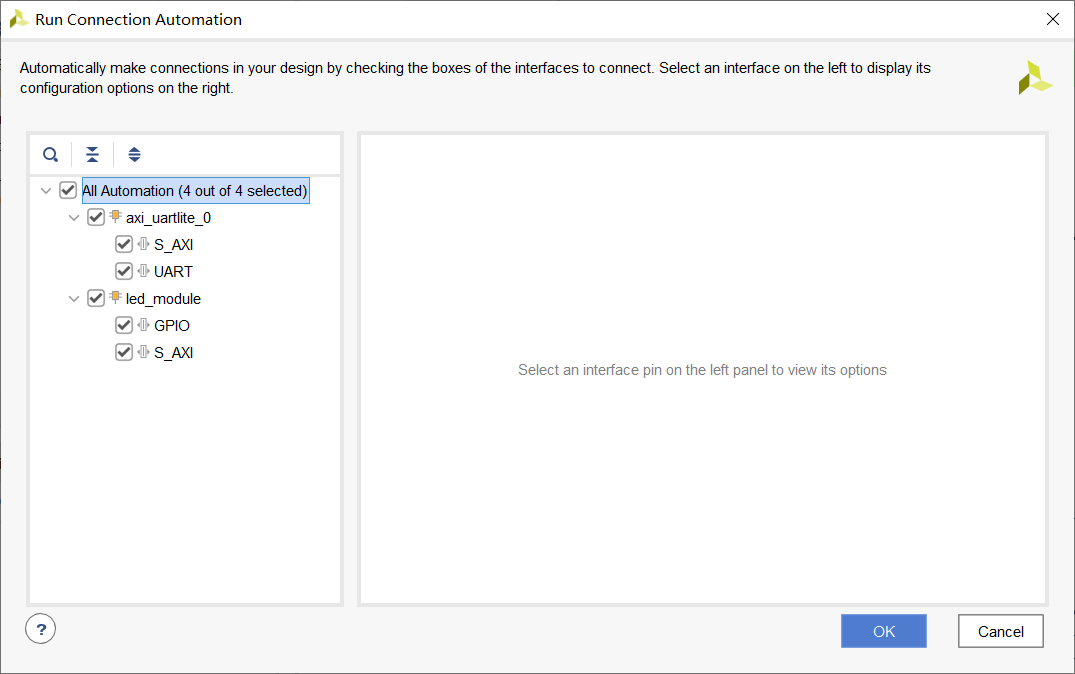 Run Connection Automation
Automatically make connections in your design by checking the boxes of the interfaces to connect. Select an interface on the left to display its
configuration options on the right.
All Automation (4 out of 4 selected)
axi_uartlite_0
S_AXI
UART
led_module
GPIO
S_AXI
Select an interface pin on the left panel to view its options
?
OK
Cancel